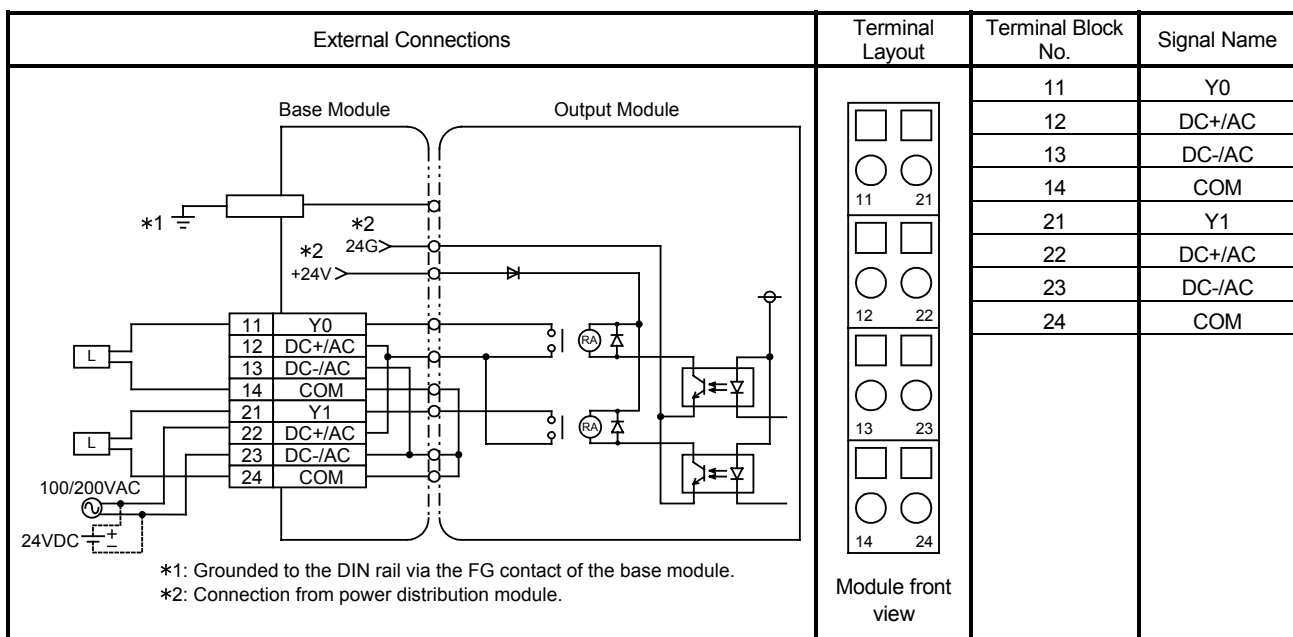 External Connections
Terminal Layout
Terminal Block No.
Signal Name
Base Module
Output Module
*1
*2
24G
*2
+24V
11 Y0
12 DC+/AC
13 DC-/AC
14 COM
21 Y1
22 DC+/AC
23 DC-/AC
24 COM
L
L
RA
RA
100/200VAC
24VDC
+
−
*1: Grounded to the DIN rail via the FG contact of the base module.
*2: Connection from power distribution module.
11 21
12 22
13 23
14 24
Module front
view
11 Y0
12 DC+/AC
13 DC-/AC
14 COM
21 Y1
22 DC+/AC
23 DC-/AC
24 COM